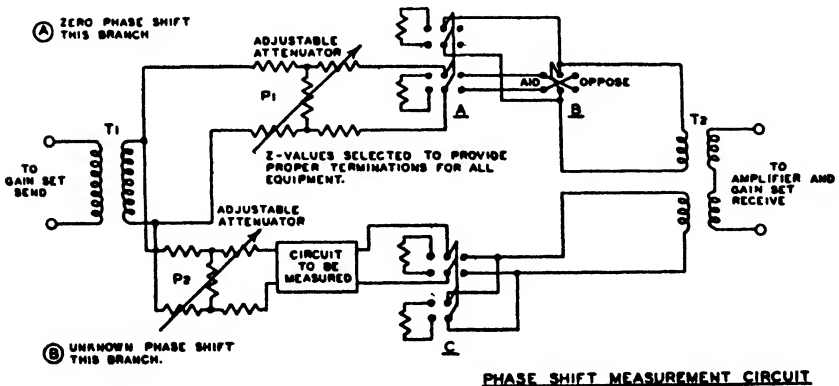 A ZERO PHASE SHIFT
THIS BRANCH
ADJUSTABLE
ATTENUATOR
P1
A
AID
OPPOSE
B
T1
T2
TO
GAIN SET
SEND
Z-VALUES SELECTED TO PROVIDE
PROPER TERMINATIONS FOR ALL
EQUIPMENT.
TO
AMPLIFIER AND
GAIN SET
RECEIVE
ADJUSTABLE
ATTENUATOR
P2
CIRCUIT
TO BE
MEASURED
C
B UNKNOWN PHASE SHIFT
THIS BRANCH.
PHASE SHIFT MEASUREMENT CIRCUIT